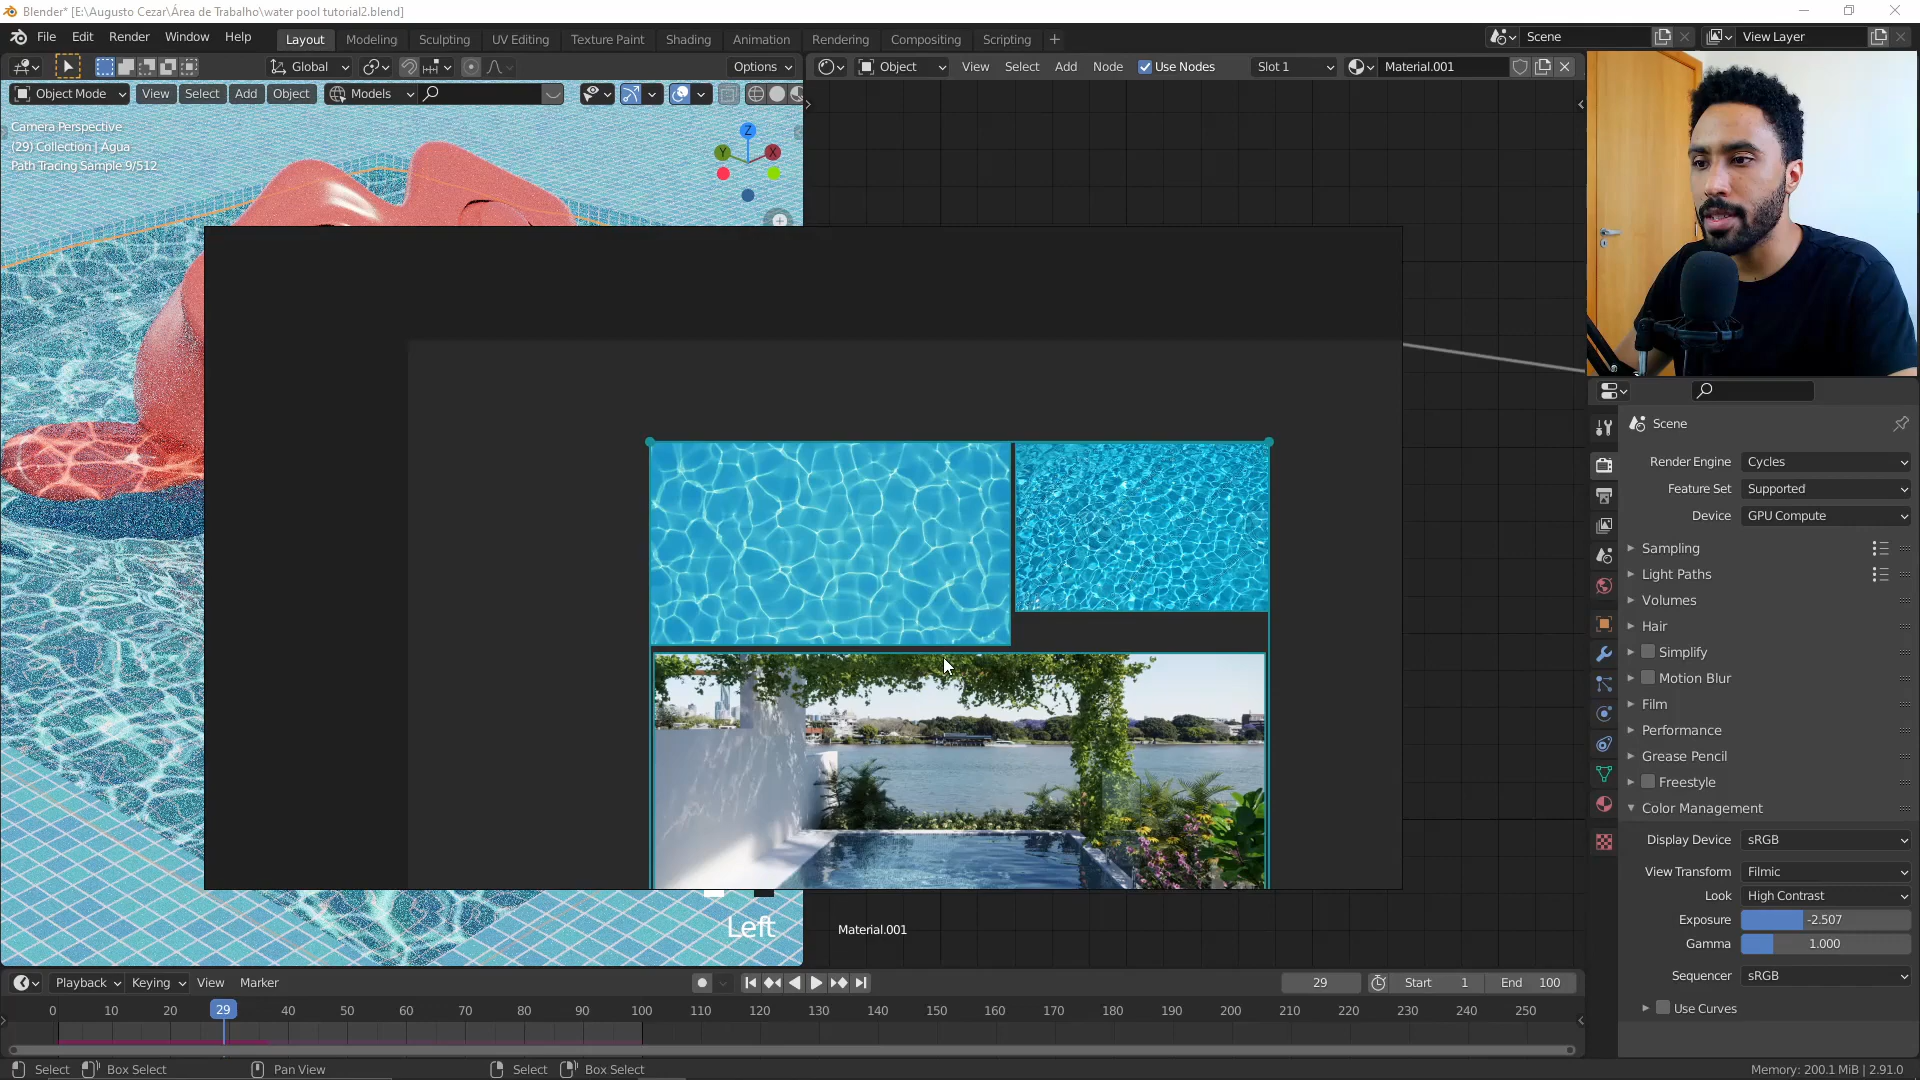 Blender* [E:\Augusto Cezar\Área de Trabalho\water pool tutorial2.blend]
File Edit Render Window Help Layout Modeling Sculpting UV Editing Texture Paint Shading Animation Rendering Compositing Scripting + Scene View Layer
Global Options Object View Select Add Node Use Nodes Slot 1 Material.001
Object Mode View Select Add Object Models
Camera Perspective
(29) Collection | Água
Path Tracing Sample 9/512
Z
Y X
Scene
Render Engine Cycles
Feature Set Supported
Device GPU Compute
Sampling
Light Paths
Volumes
Hair
Simplify
Motion Blur
Film
Performance
Grease Pencil
Freestyle
Color Management
Display Device sRGB
View Transform Filmic
Look High Contrast
Exposure -2.507
Gamma 1.000
Sequencer sRGB
Use Curves
Left
Material.001
Playback Keying View Marker 29 Start 1 End 100
0 10 20 29 40 50 60 70 80 90 100 110 120 130 140 150 160 170 180 190 200 210 220 230 240 250
Select Box Select Pan View Select Box Select Memory: 200.1 MiB | 2.91.0